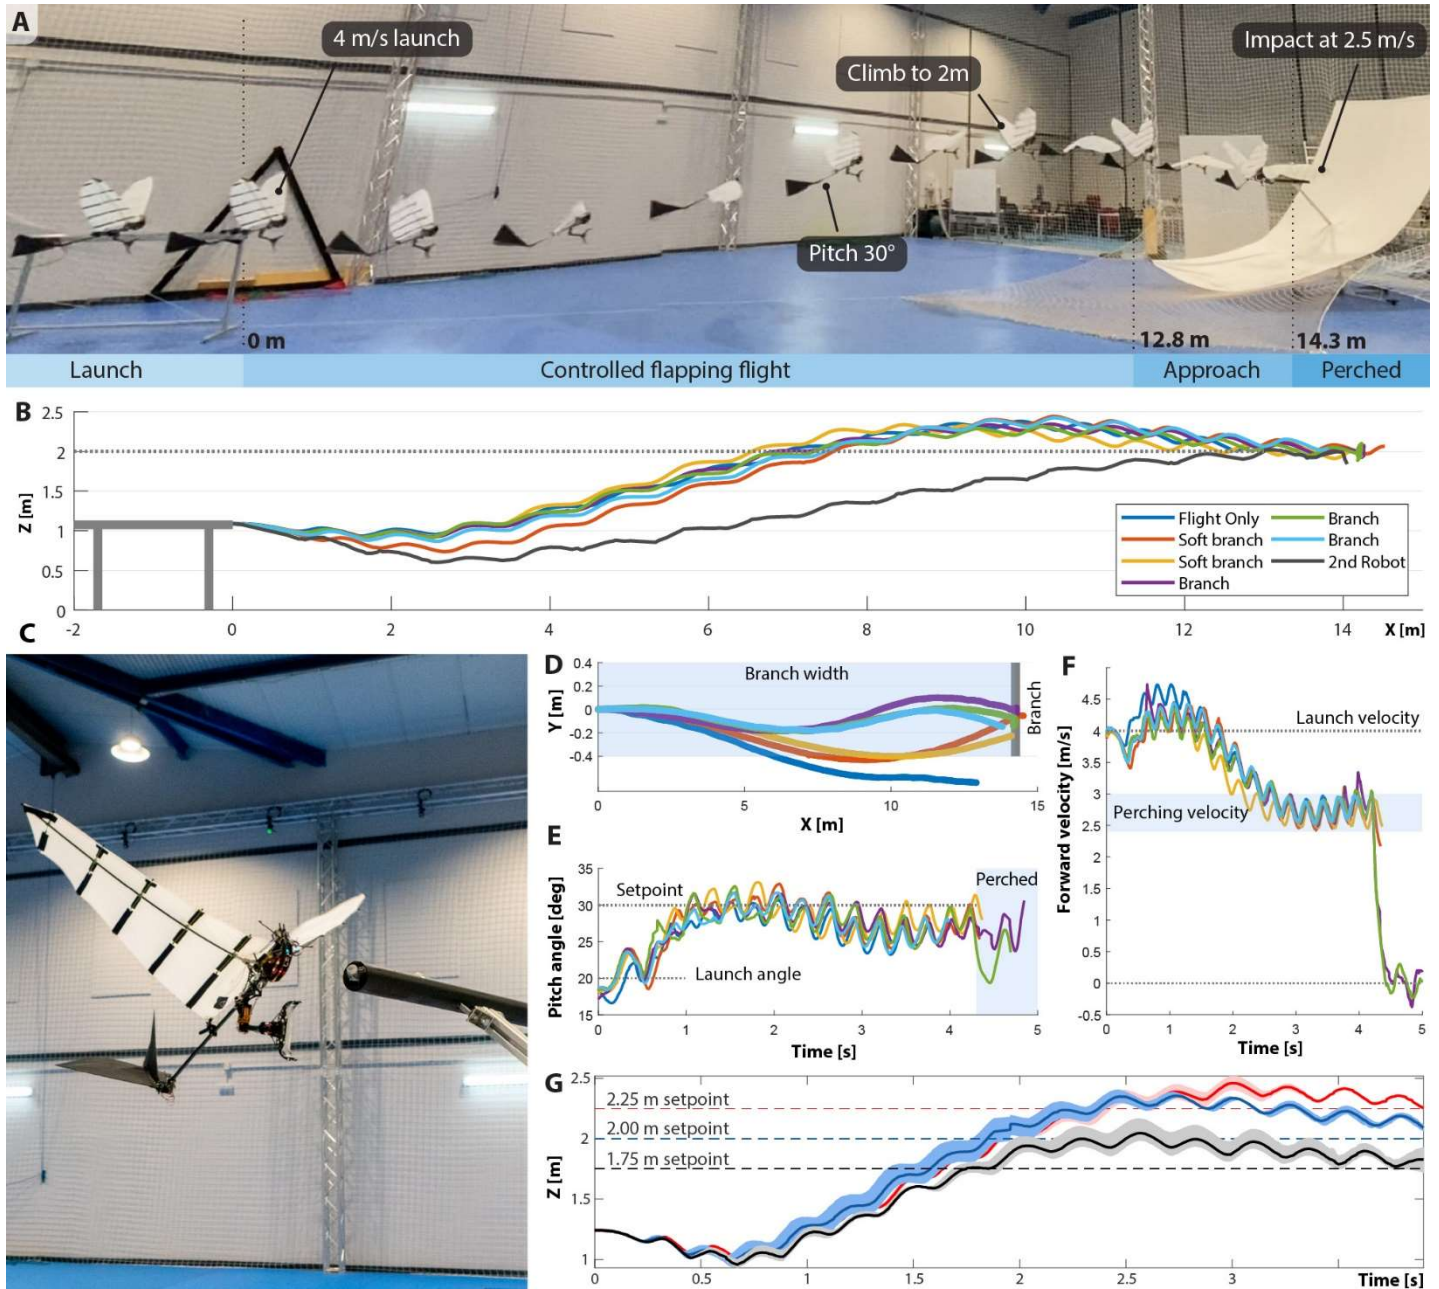 A
4 m/s launch
Climb to 2m
Impact at 2.5 m/s
Pitch 30°
0 m
12.8 m
14.3 m
Launch
Controlled flapping flight
Approach
Perched
B
2.5
2
1.5
1
0.5
0
Z [m]
Flight Only
Soft branch
Soft branch
Branch
Branch
Branch
2nd Robot
-2
0
2
4
6
8
10
12
14
X [m]
C
D
0.4
0.2
0
-0.2
-0.4
Y [m]
Branch width
Branch
0
5
10
15
X [m]
E
35
30
25
20
15
Pitch angle [deg]
Setpoint
Launch angle
Perched
0
1
2
3
4
5
Time [s]
F
4.5
4
3
2.5
2
1
0
-0.5
Forward velocity [m/s]
Launch velocity
Perching velocity
0
1
2
3
4
5
Time [s]
G
2.5
2
1.5
1
Z [m]
2.25 m setpoint
2.00 m setpoint
1.75 m setpoint
0
0.5
1
1.5
2
2.5
3
Time [s]